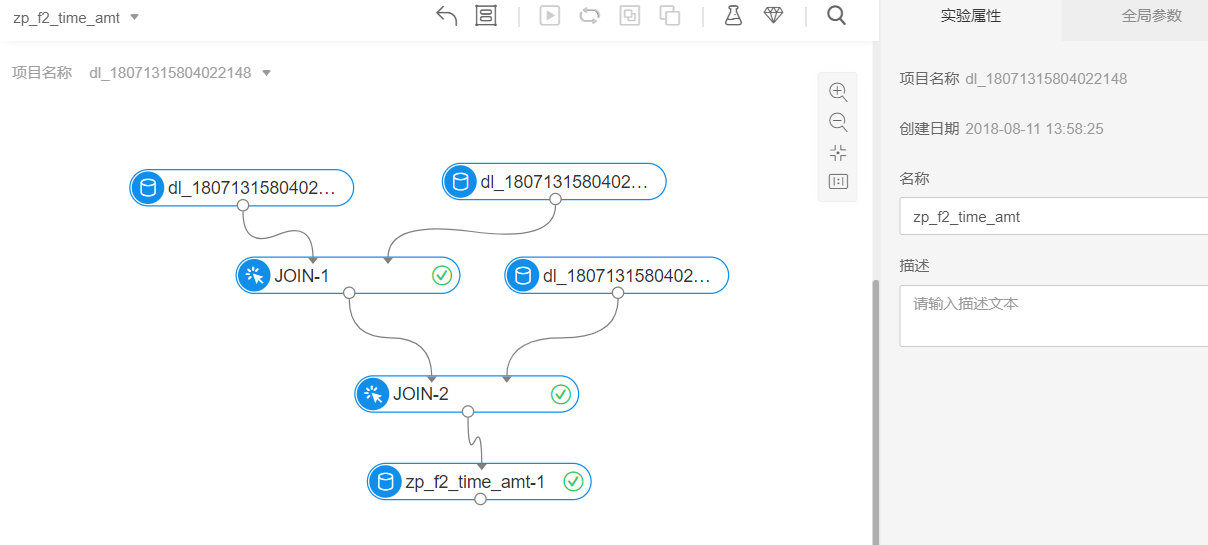 zp_f2_time_amt
项目名称 dl_18071315804022148
dl_1807131580402...
dl_1807131580402...
JOIN-1
dl_1807131580402...
JOIN-2
zp_f2_time_amt-1
实验属性 全局参数
项目名称 dl_18071315804022148
创建日期 2018-08-11 13:58:25
名称
zp_f2_time_amt
描述
请输入描述文本